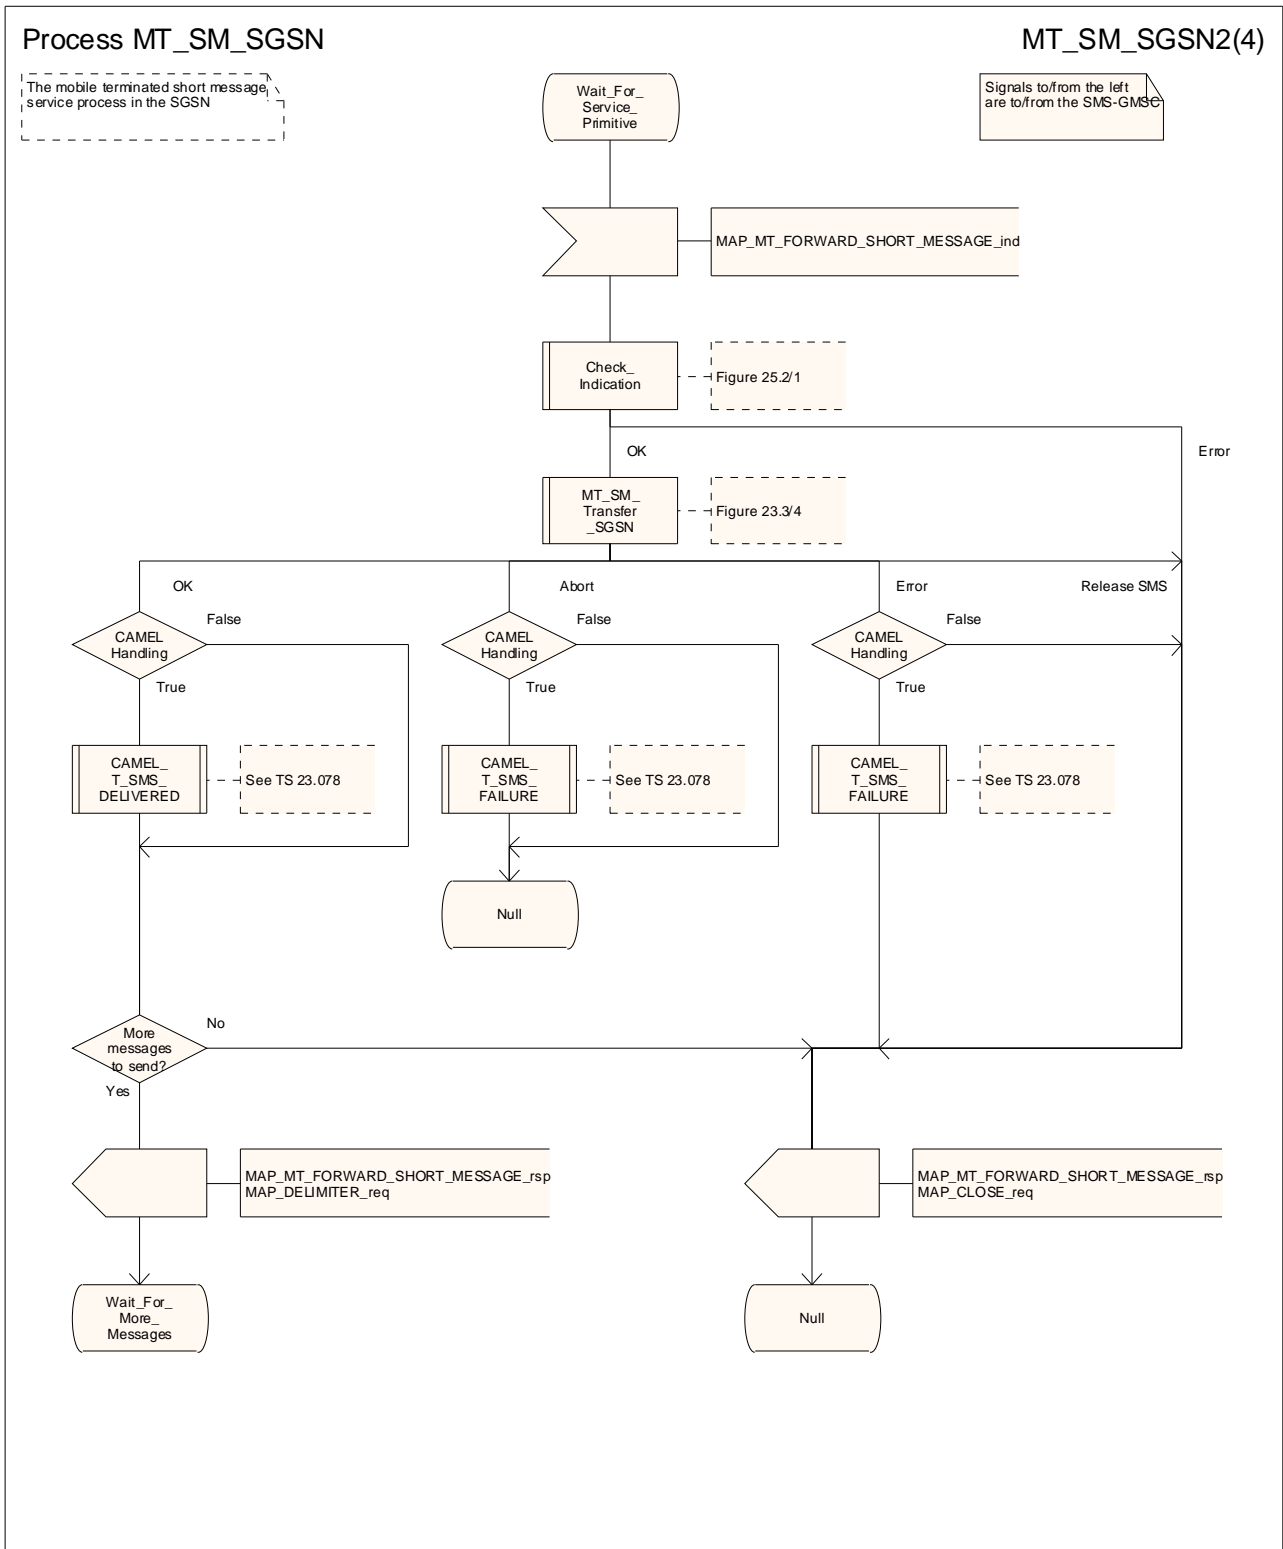 Process MT_SM_SGSN
MT_SM_SGSN2(4)
The mobile terminated short message
service process in the SGSN
Wait_For_
Service_
Primitive
Signals to/from the left
are to/from the SMS-GMSC
MAP_MT_FORWARD_SHORT_MESSAGE_ind
Check_
Indication
Figure 25.2/1
OK
Error
MT_SM_
Transfer
_SGSN
Figure 23.3/4
OK
Abort
Error
Release SMS
CAMEL
Handling
False
True
CAMEL
Handling
False
True
CAMEL
Handling
False
True
CAMEL_
T_SMS_
DELIVERED
See TS 23.078
CAMEL_
T_SMS_
FAILURE
See TS 23.078
CAMEL_
T_SMS_
FAILURE
See TS 23.078
Null
More
messages
to send?
No
Yes
MAP_MT_FORWARD_SHORT_MESSAGE_rsp
MAP_DELIMITER_req
MAP_MT_FORWARD_SHORT_MESSAGE_rsp
MAP_CLOSE_req
Wait_For_
More_
Messages
Null